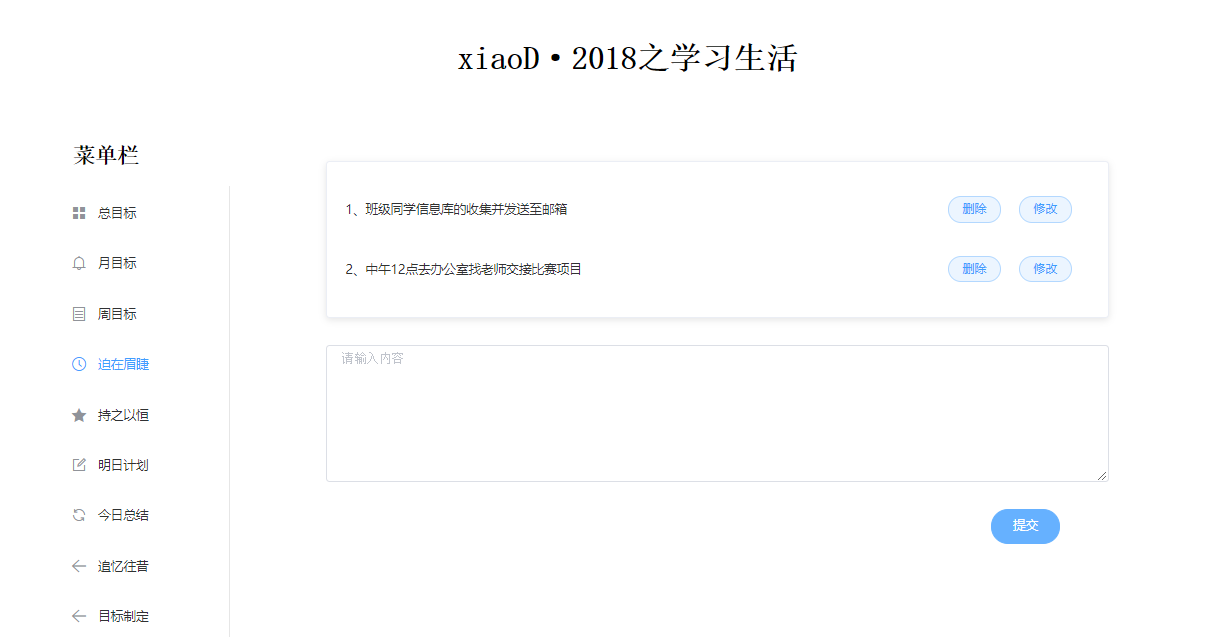 xiaoD·2018之学习生活
菜单栏
总目标
月目标
周目标
迫在眉睫
持之以恒
明日计划
今日总结
追忆往昔
目标制定
1、班级同学信息库的收集并发送至邮箱 删除 修改
2、中午12点去办公室找老师交接比赛项目 删除 修改
请输入内容
提交